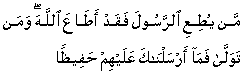 مَّن يُطِعِ ٱلرَّسُولَ فَقَدْ أَطَاعَ ٱللَّهَ ۖ وَمَن
تَوَلَّىٰ فَمَآ أَرْسَلْنَٰكَ عَلَيْهِمْ حَفِيظًا